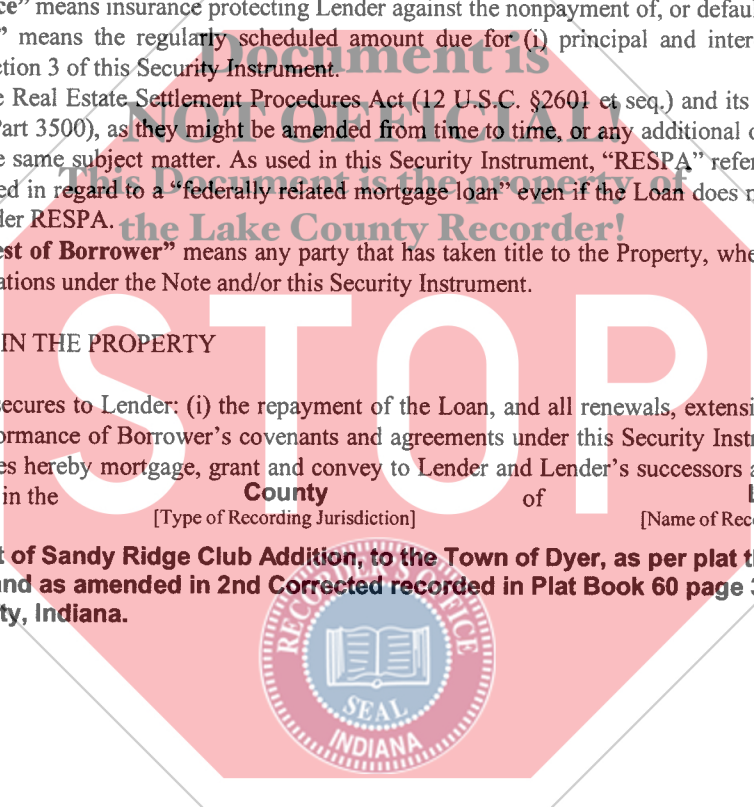 ce” means insurance protecting Lender against the nonpayment of, or defaul
” means the regularly scheduled amount due for (i) principal and inter
Document is
ction 3 of this Security Instrument.
e Real Estate Settlement Procedures Act (12 U.S.C. §2601 et seq.) and its
NOT OFFICIAL!
Part 3500), as they might be amended from time to time, or any additional
e same subject matter. As used in this Security Instrument, “RESPA” refer
This Document is the property of
ed in regard to a “federally related mortgage loan” even if the Loan does
der RESPA.
the Lake County Recorder!
est of Borrower” means any party that has taken title to the Property, whe
ations under the Note and/or this Security Instrument.
STOP
IN THE PROPERTY
secures to Lender: (i) the repayment of the Loan, and all renewals, extensi
ormance of Borrower’s covenants and agreements under this Security Inst
es hereby mortgage, grant and convey to Lender and Lender’s successors
in the County of
[Type of Recording Jurisdiction] [Name of Reco
t of Sandy Ridge Club Addition, to the Town of Dyer, as per plat t
and as amended in 2nd Corrected recorded in Plat Book 60 page
ty, Indiana.
RECORDER'S OFFICE
SEAL
INDIANA